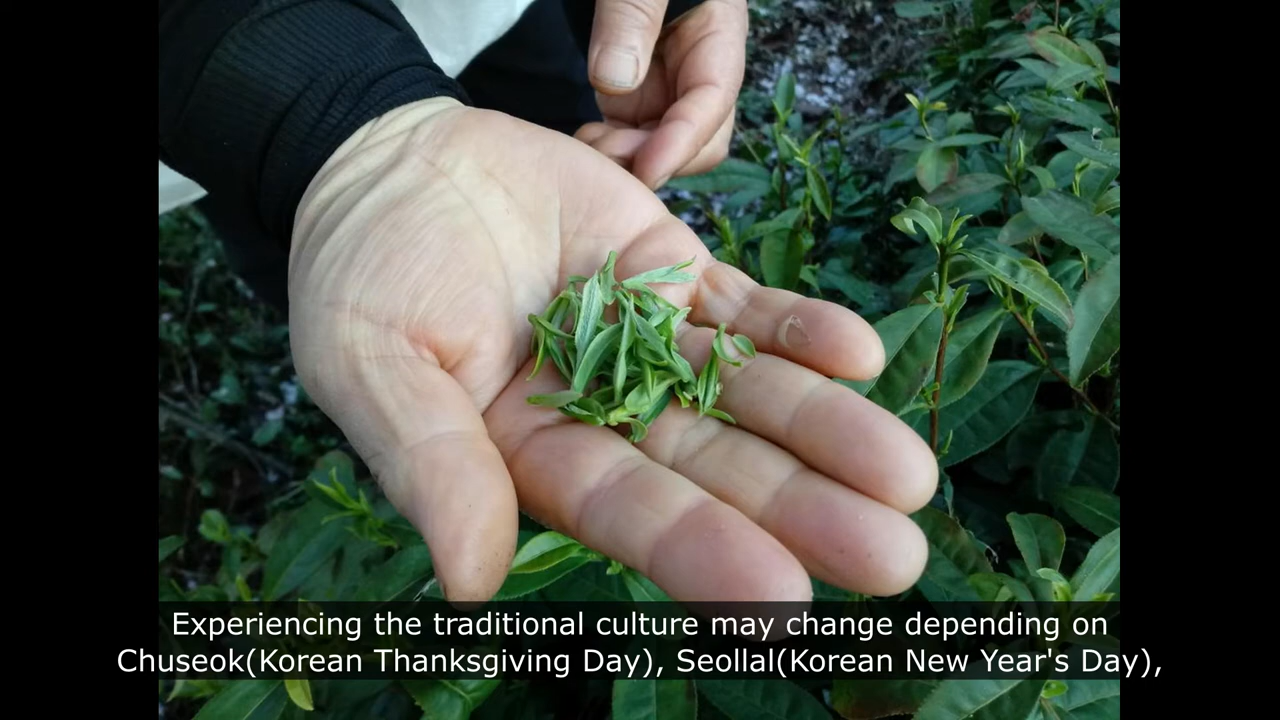 Experiencing the traditional culture may change depending on
Chuseok(Korean Thanksgiving Day), Seollal(Korean New Year's Day),